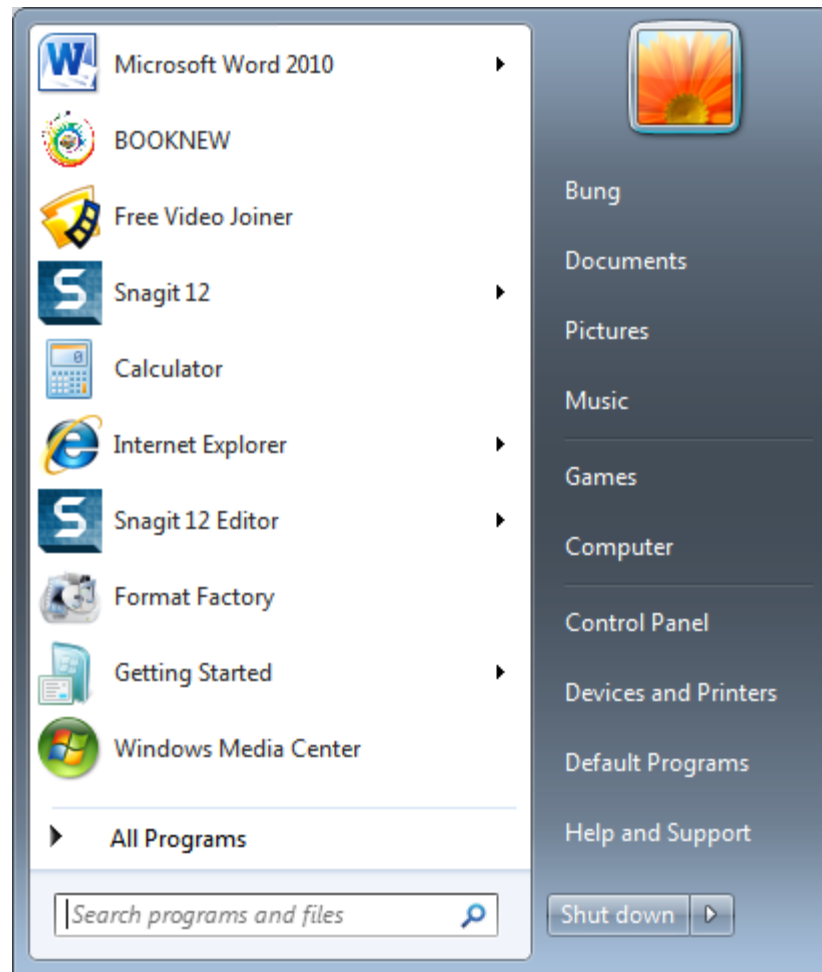 Microsoft Word 2010
BOOKNEW
Free Video Joiner
Snagit 12
Calculator
Internet Explorer
Snagit 12 Editor
Format Factory
Getting Started
Windows Media Center
All Programs
Search programs and files
Bung
Documents
Pictures
Music
Games
Computer
Control Panel
Devices and Printers
Default Programs
Help and Support
Shut down